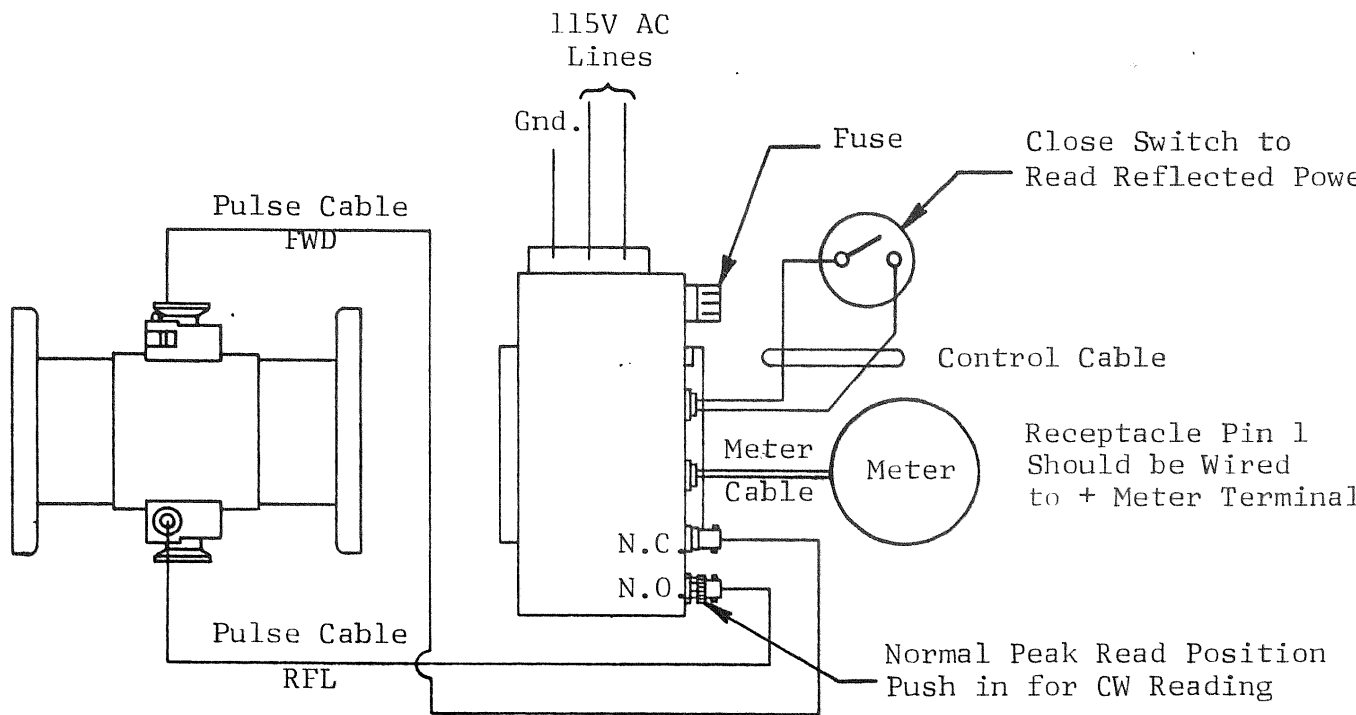 115V AC
Lines
Gnd.
Fuse
Close Switch to
Read Reflected Powe
Pulse Cable
FWD
Control Cable
Meter
Cable
Meter
Receptacle Pin 1
Should be Wired
to + Meter Terminal
N.C.
N.O.
Pulse Cable
RFL
Normal Peak Read Position
Push in for CW Reading